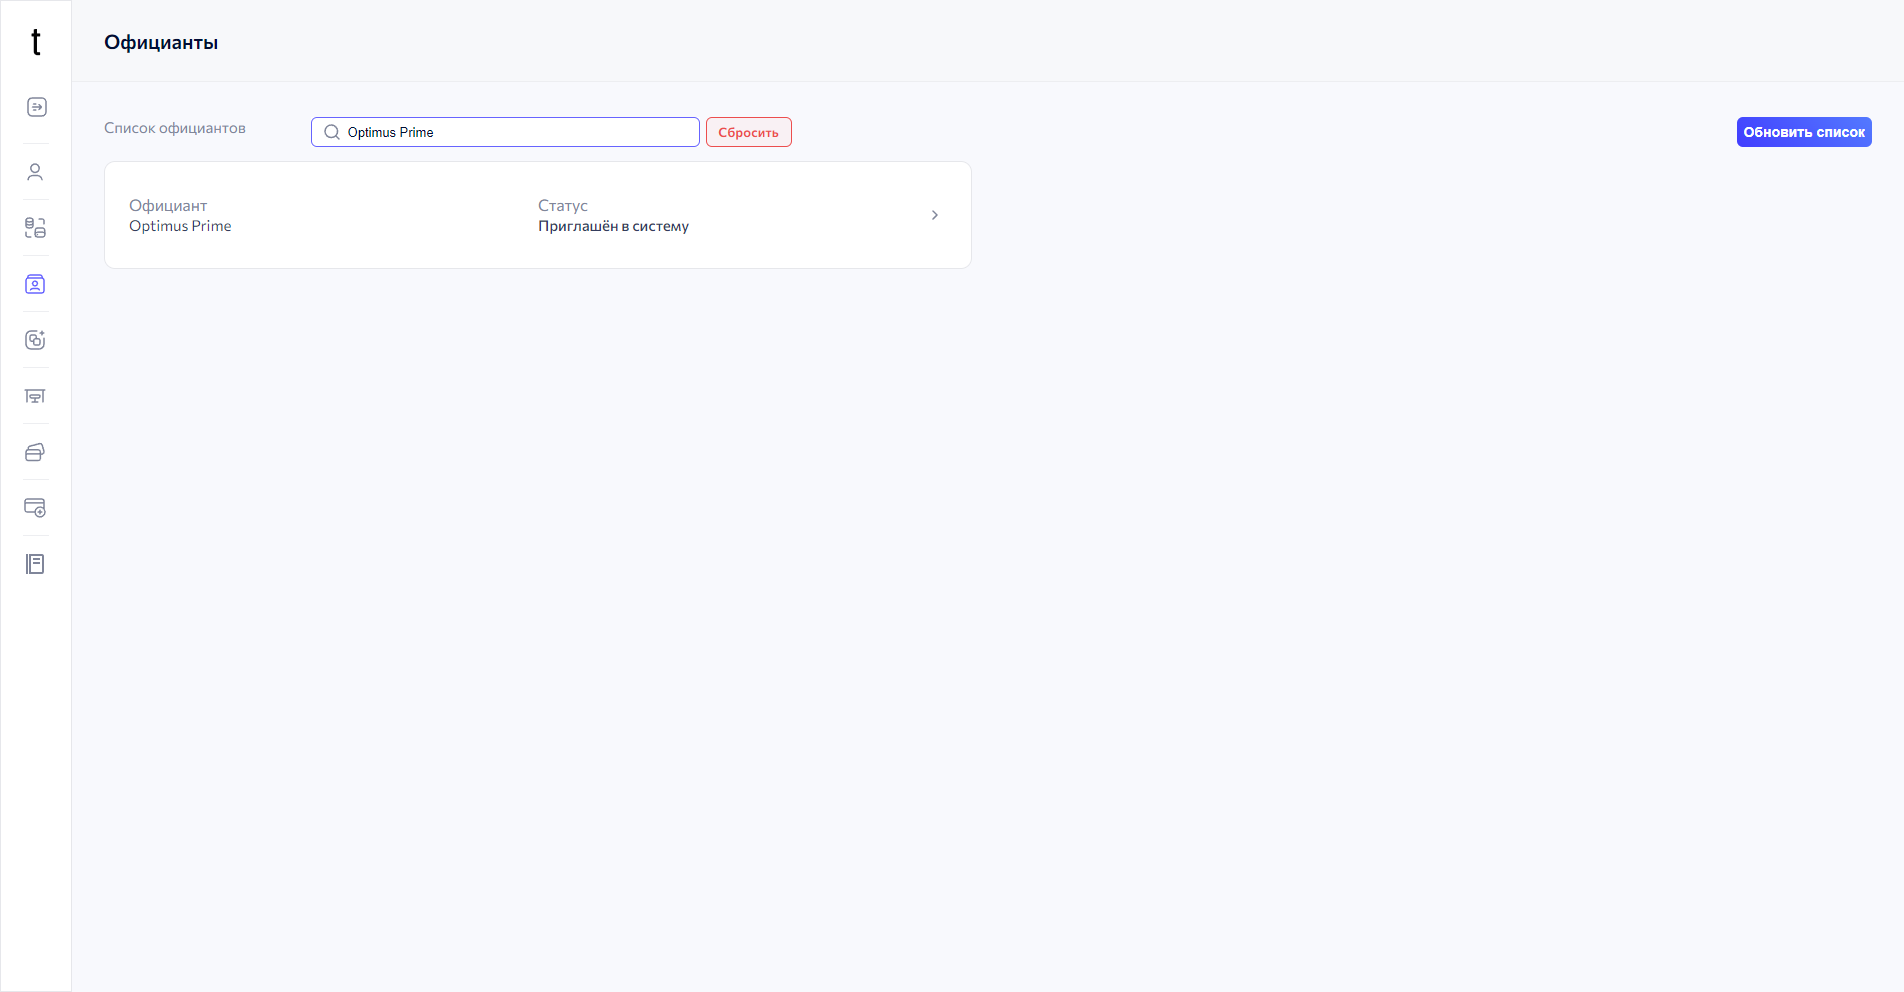 t
Официанты
Список официантов
Optimus Prime
Сбросить
Обновить список
Официант
Optimus Prime
Статус
Приглашён в систему